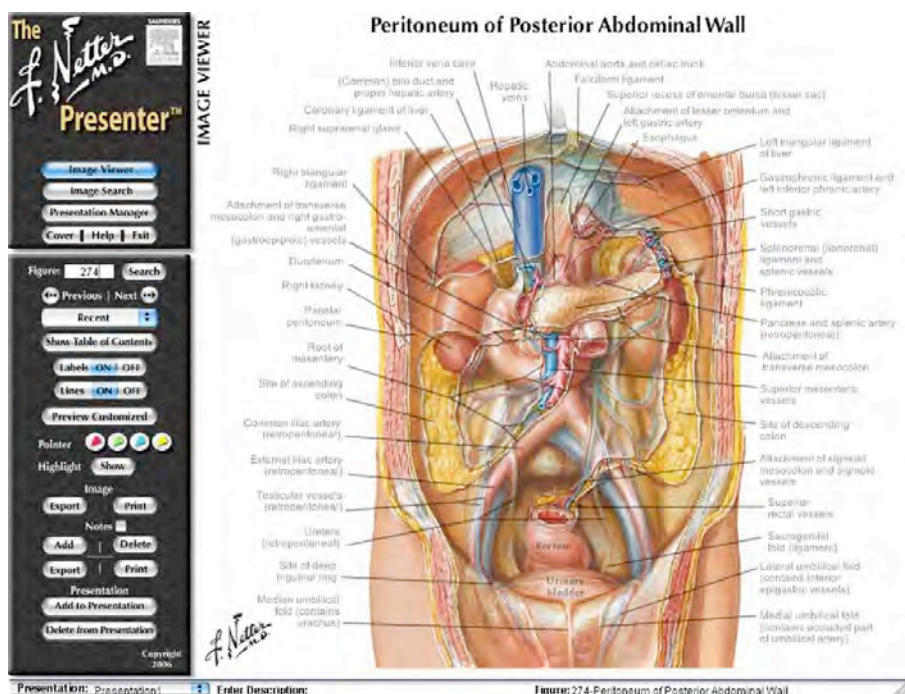 The
SAUNDERS
ELSEVIER
F. Netter
M.D.
Presenter™
IMAGE VIEWER
Image Viewer
Image Search
Presentation Manager
Cover | Help | Exit
Figure: 274 Search
Previous | Next
Recent
Show Table of Contents
Labels ON OFF
Lines ON OFF
Preview Customized
Pointer
Highlight Show
Image
Export Print
Notes
Add Delete
Export Print
Presentation
Add to Presentation
Delete from Presentation
Copyright
2006
Peritoneum of Posterior Abdominal Wall
Inferior vena cava
(Common) bile duct and
proper hepatic artery
Coronary ligament of liver
Right suprarenal gland
Right triangular
ligament
Attachment of transverse
mesocolon and right gastro-
omental
(gastroepiploic) vessels
Duodenum
Right kidney
Parietal
peritoneum
Root of
mesentery
Site of ascending
colon
Common iliac artery
(retroperitoneal)
External iliac artery
(retroperitoneal)
Testicular vessels
(retroperitoneal)
Ureters
(retroperitoneal)
Site of deep
inguinal ring
Median umbilical
fold (contains
urachus)
Hepatic
veins
Abdominal aorta and celiac trunk
Falciform ligament
Superior recess of omental bursa (lesser sac)
Attachment of lesser omentum and
left gastric artery
Esophagus
Left triangular ligament
of liver
Gastrophrenic ligament and
left inferior phrenic artery
Short gastric
vessels
Splenorenal (lienorenal)
ligament and
splenic vessels
Phrenicocolic
ligament
Pancreas and splenic artery
(retroperitoneal)
Attachment of
transverse mesocolon
Superior mesenteric
vessels
Site of descending
colon
Attachment of sigmoid
mesocolon and sigmoid
vessels
Superior
rectal vessels
Sacrogenital
fold (ligament)
Lateral umbilical fold
(contains inferior
epigastric vessels)
Medial umbilical fold
(contains occluded part
of umbilical artery)
Rectum
Urinary
bladder
F. Netter
M.D.
Presentation: Presentation1 Enter Description: Figure: 274-Peritoneum of Posterior Abdominal Wall